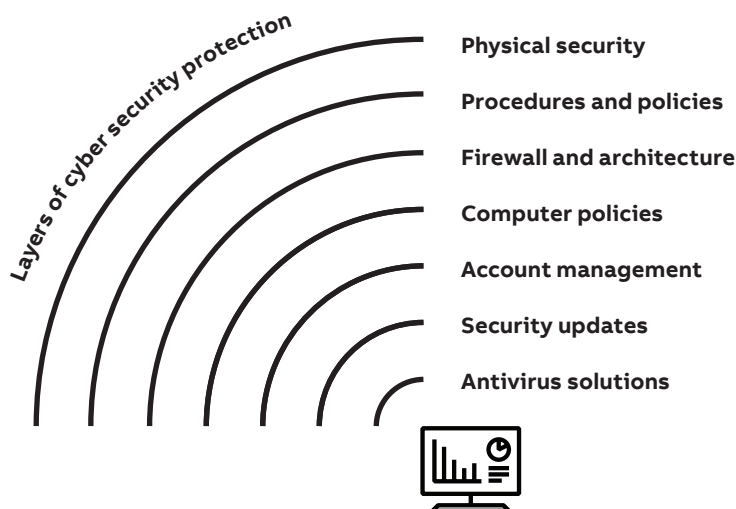 Layers of cyber security protection
Physical security
Procedures and policies
Firewall and architecture
Computer policies
Account management
Security updates
Antivirus solutions